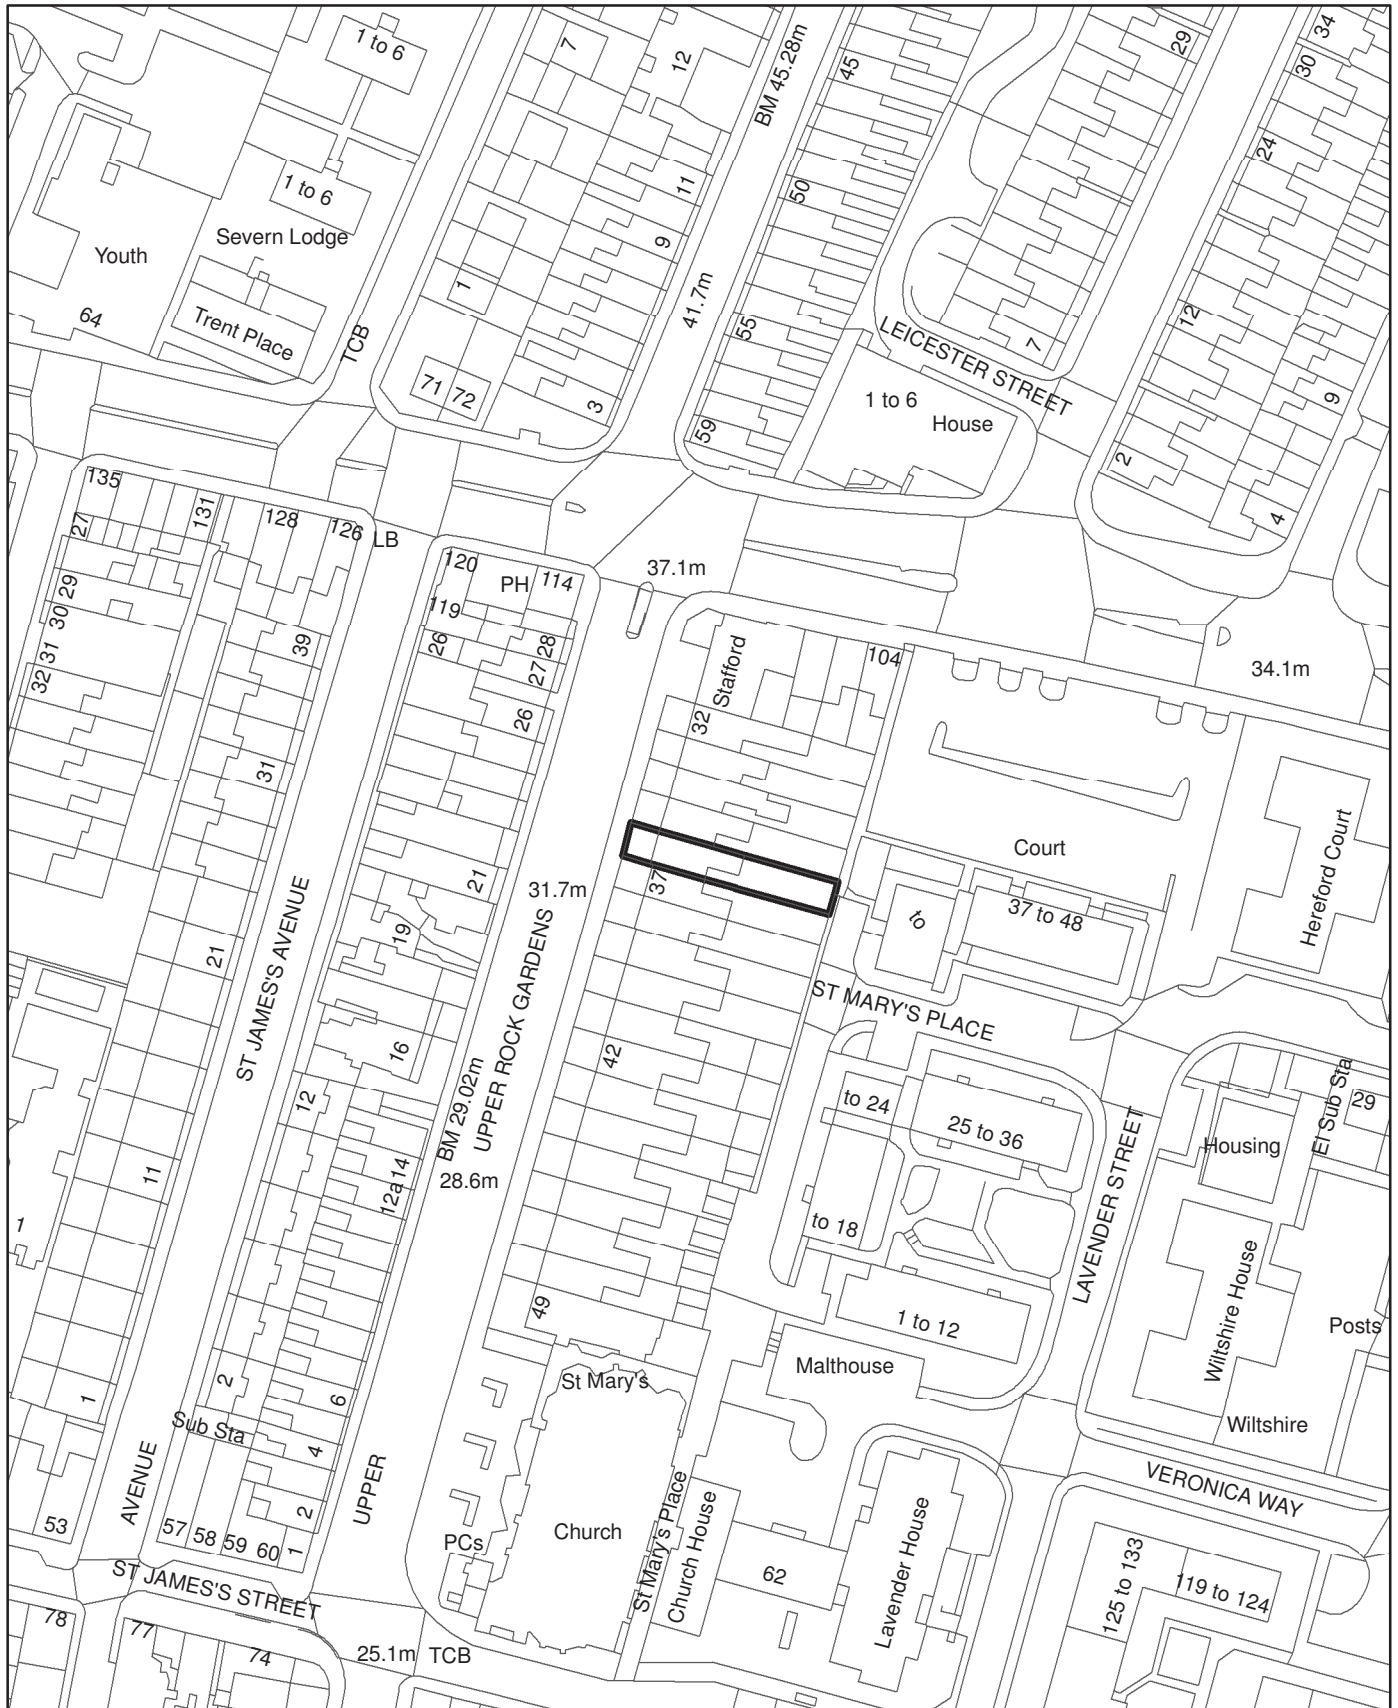 1 to 6
7
12
BM 45.28m
45
29
34
30
24
1 to 6
11
50
Youth
Severn Lodge
9
1
41.7m
64
Trent Place
TCB
55
LEICESTER STREET
7
12
71
72
3
59
1 to 6
House
9
2
4
135
131
128
126
LB
27
120
PH
114
37.1m
29
119
30
39
26
28
Stafford
104
34.1m
31
27
32
26
32
31
Court
Hereford Court
21
37
31.7m
to
37 to 48
19
21
ST JAMES'S AVENUE
UPPER ROCK GARDENS
ST MARY'S PLACE
16
42
12
BM 29.02m
to 24
25 to 36
LAVENDER STREET
El Sub Sta
29
Housing
11
12a
14
28.6m
1
to 18
49
1 to 12
Wiltshire House
Posts
Malthouse
2
St Mary's
1
6
Wiltshire
Sub Sta
4
AVENUE
UPPER
VERONICA WAY
2
53
57
58
59
60
1
PCs
Church
St Mary's Place
Church House
62
Lavender House
125 to 133
119 to 124
ST JAMES'S STREET
78
77
74
25.1m
TCB